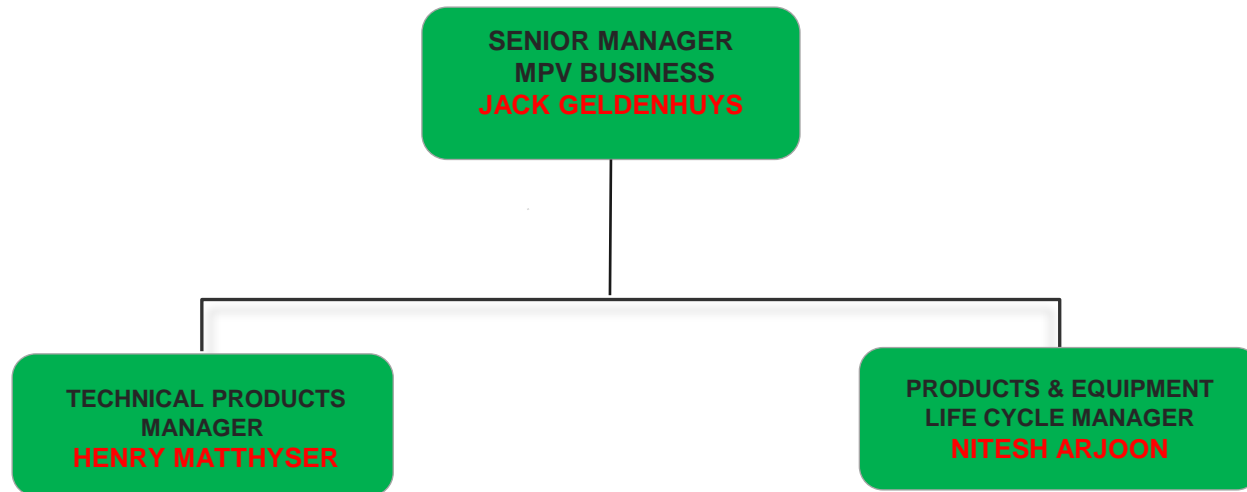 SENIOR MANAGER
MPV BUSINESS
JACK GELDENHUYS
TECHNICAL PRODUCTS
MANAGER
HENRY MATTHYSER
PRODUCTS & EQUIPMENT
LIFE CYCLE MANAGER
NITESH ARJOON